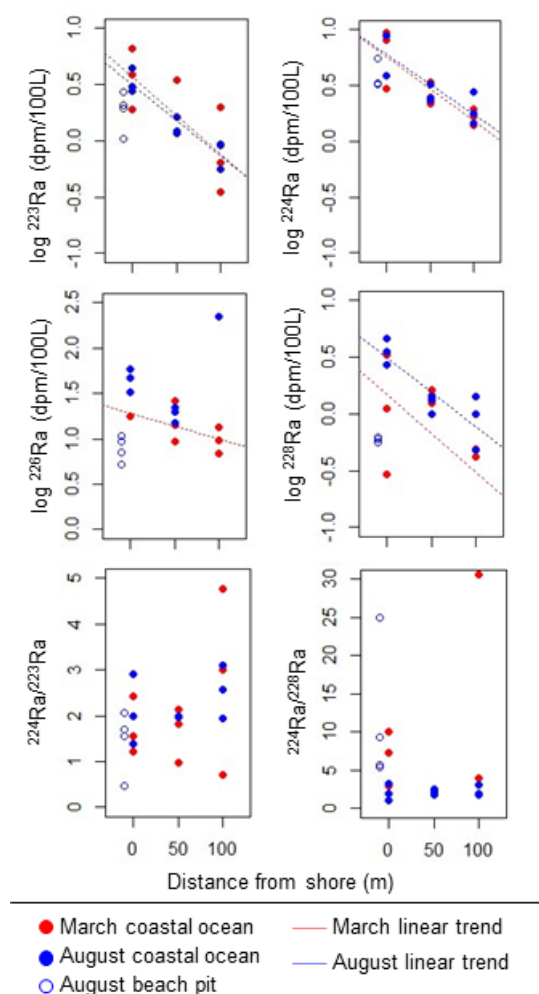 log ²²³Ra (dpm/100L)
1.0
0.5
0.0
-0.5
-1.0
log ²²⁴Ra (dpm/100L)
1.0
0.5
0.0
-0.5
-1.0
log ²²⁶Ra (dpm/100L)
2.5
2.0
1.5
1.0
0.5
0.0
log ²²⁸Ra (dpm/100L)
1.0
0.5
0.0
-1.0
²²⁴Ra/²²³Ra
5
4
3
2
1
0
²²⁴Ra/²²⁸Ra
30
25
20
15
10
5
0
0 50 100
0 50 100
Distance from shore (m)
March coastal ocean
August coastal ocean
August beach pit
March linear trend
August linear trend